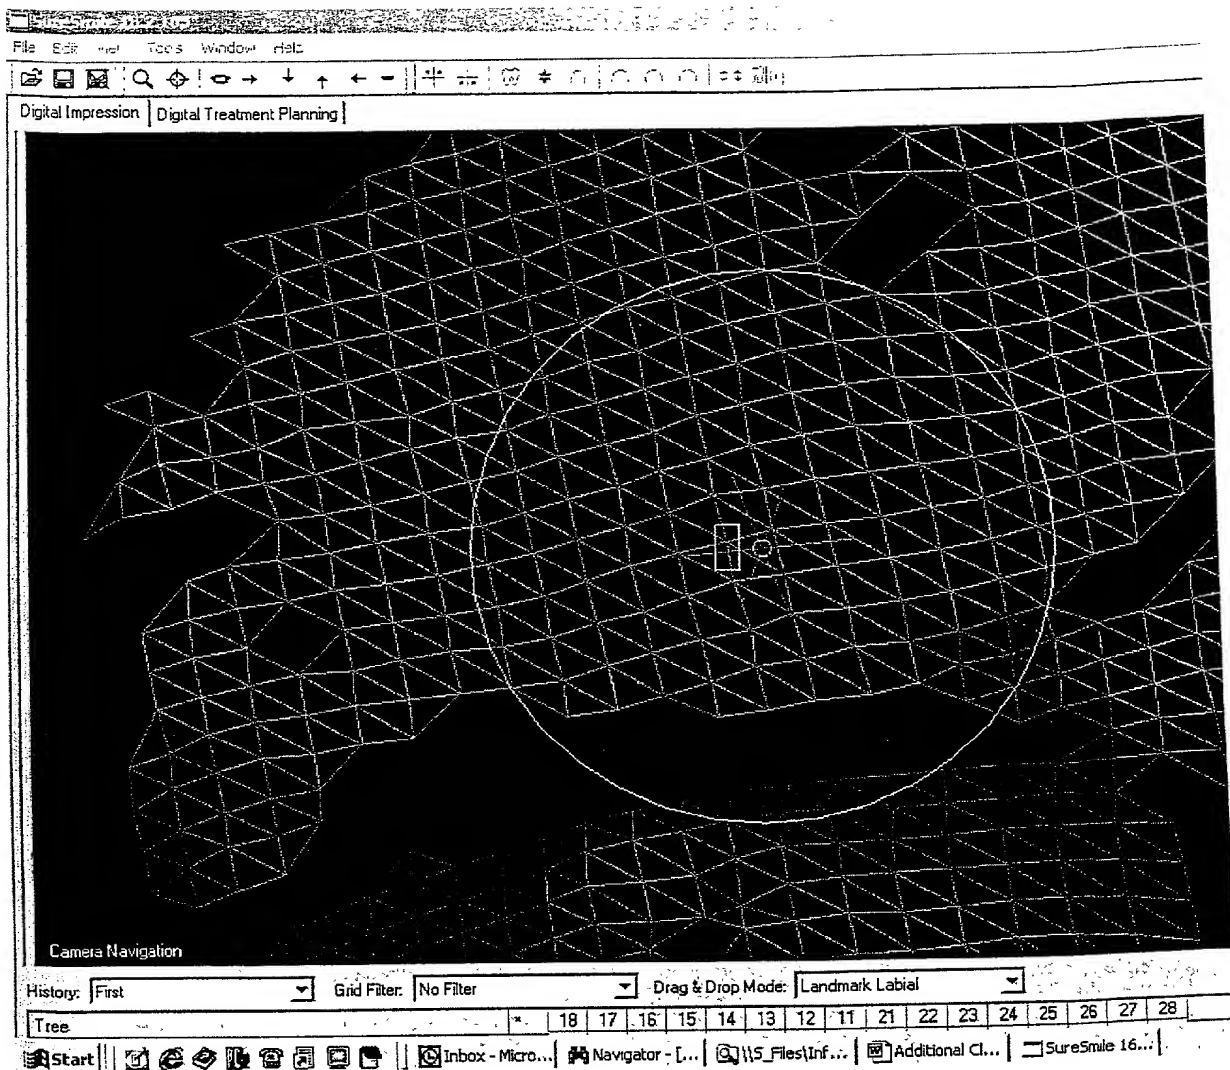 File Edit Tools Window Help
Digital Impression Digital Treatment Planning
Camera Navigation
History: First Grid Filter: No Filter Drag & Drop Mode: Landmark Labial
Tree * 18 17 16 15 14 13 12 11 21 22 23 24 25 26 27 28
Start Inbox - Micro... Navigator - [... \\S_Files\Inf... Additional Cl... SureSmile 16...